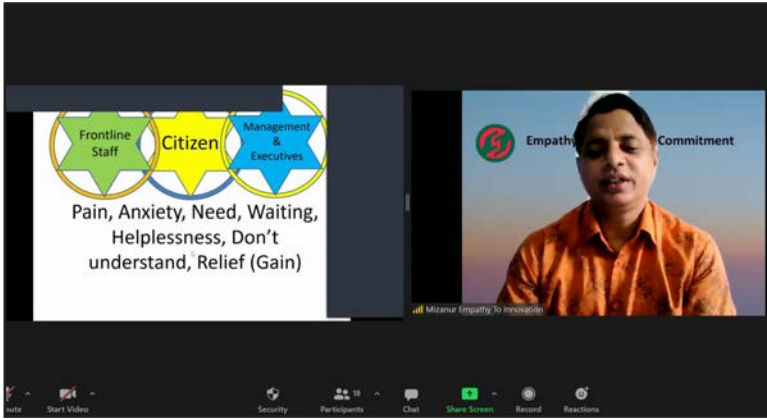 Frontline
Staff
Citizen
Management
&
Executives
Pain, Anxiety, Need, Waiting,
Helplessness, Don't
understand, Relief (Gain)
Empathy
Commitment
Mizanur Empathy To Innovation
Start Video
Security
Participants
18
Chat
Share Screen
Record
Reactions